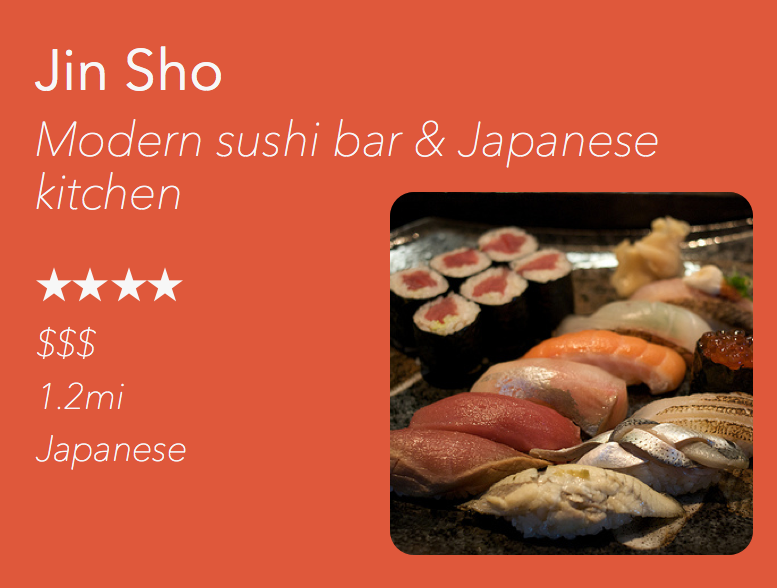 Jin Sho
Modern sushi bar & Japanese
kitchen
★★★★
$$$
1.2mi
Japanese